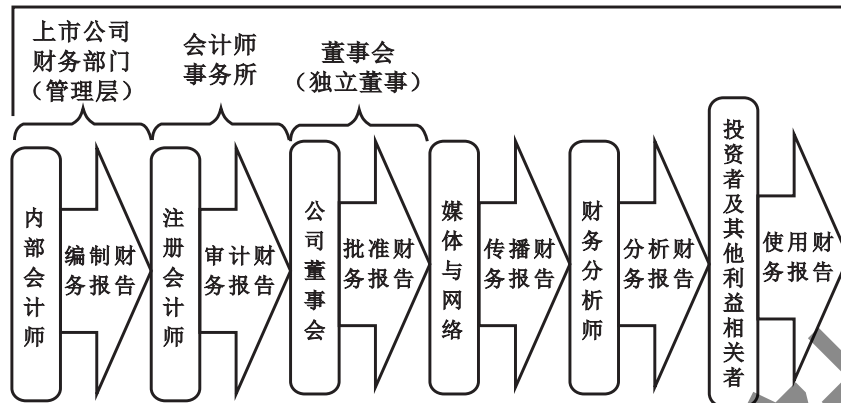 上市公司
财务部门
（管理层）
会计师
事务所
董事会
（独立董事）
内部会计师
编制财
务报告
注册会计师
审计财
务报告
公司董事会
批准财
务报告
媒体与网络
传播财
务报告
财务分析师
分析财
务报告
投资者及其他利益相关者
使用财
务报告